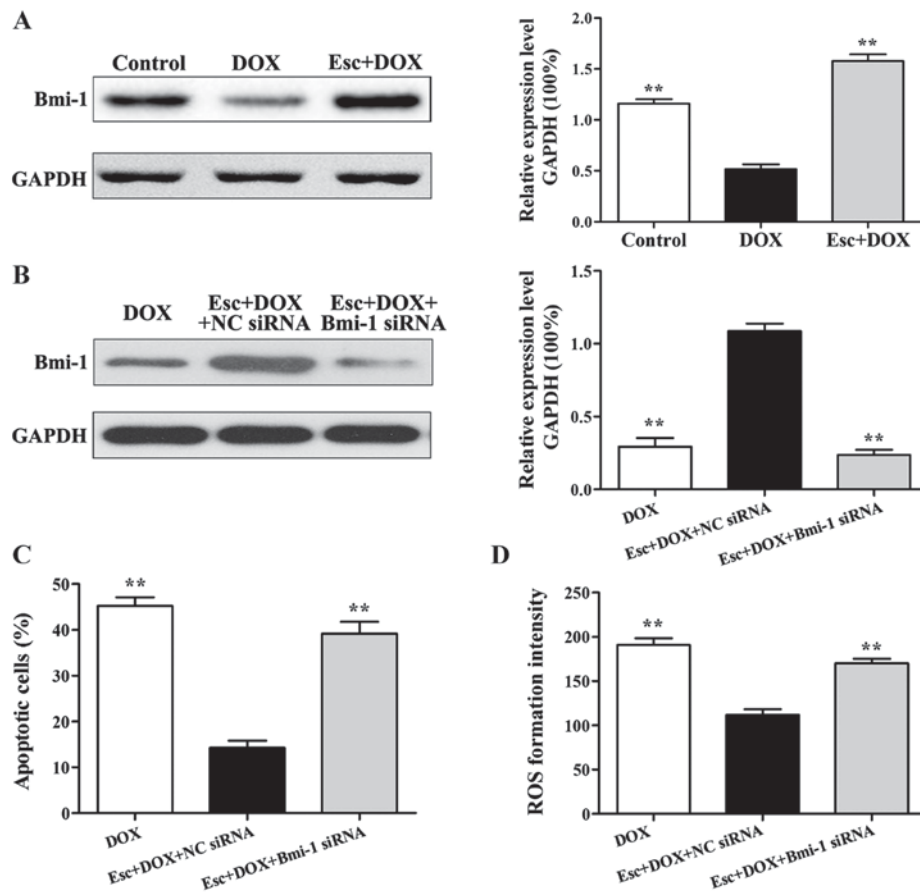 A
Control DOX Esc+DOX
Bmi-1
GAPDH
Relative expression level
GAPDH (100%)
2.0
1.5
1.0
0.5
0.0
**
**
Control DOX Esc+DOX
B
DOX Esc+DOX +NC siRNA Esc+DOX+ Bmi-1 siRNA
Bmi-1
GAPDH
Relative expression level
GAPDH (100%)
1.5
1.0
0.5
0.0
**
**
DOX
Esc+DOX+NC siRNA
Esc+DOX+Bmi-1 siRNA
C
Apoptotic cells (%)
50
40
30
20
10
0
**
**
DOX
Esc+DOX+NC siRNA
Esc+DOX+Bmi-1 siRNA
D
ROS formation intensity
250
200
150
100
50
0
**
**
DOX
Esc+DOX+NC siRNA
Esc+DOX+Bmi-1 siRNA